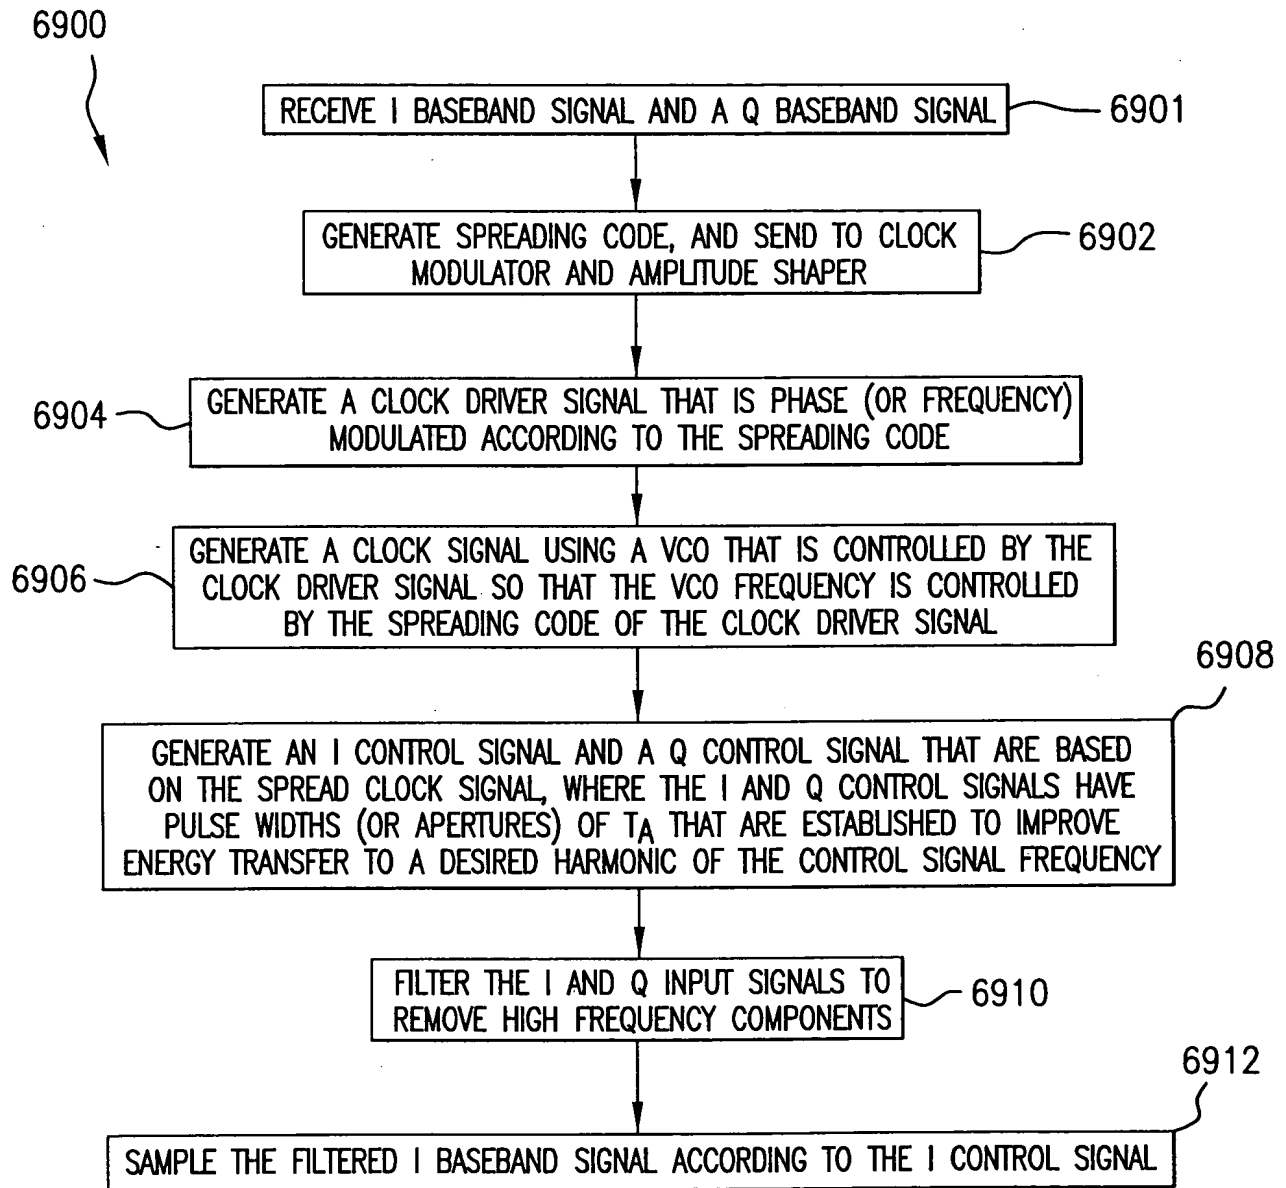 6900
RECEIVE I BASEBAND SIGNAL AND A Q BASEBAND SIGNAL
6901
GENERATE SPREADING CODE, AND SEND TO CLOCK
MODULATOR AND AMPLITUDE SHAPER
6902
6904
GENERATE A CLOCK DRIVER SIGNAL THAT IS PHASE (OR FREQUENCY)
MODULATED ACCORDING TO THE SPREADING CODE
6906
GENERATE A CLOCK SIGNAL USING A VCO THAT IS CONTROLLED BY THE
CLOCK DRIVER SIGNAL SO THAT THE VCO FREQUENCY IS CONTROLLED
BY THE SPREADING CODE OF THE CLOCK DRIVER SIGNAL
6908
GENERATE AN I CONTROL SIGNAL AND A Q CONTROL SIGNAL THAT ARE BASED
ON THE SPREAD CLOCK SIGNAL, WHERE THE I AND Q CONTROL SIGNALS HAVE
PULSE WIDTHS (OR APERTURES) OF TA THAT ARE ESTABLISHED TO IMPROVE
ENERGY TRANSFER TO A DESIRED HARMONIC OF THE CONTROL SIGNAL FREQUENCY
FILTER THE I AND Q INPUT SIGNALS TO
REMOVE HIGH FREQUENCY COMPONENTS
6910
6912
SAMPLE THE FILTERED I BASEBAND SIGNAL ACCORDING TO THE I CONTROL SIGNAL